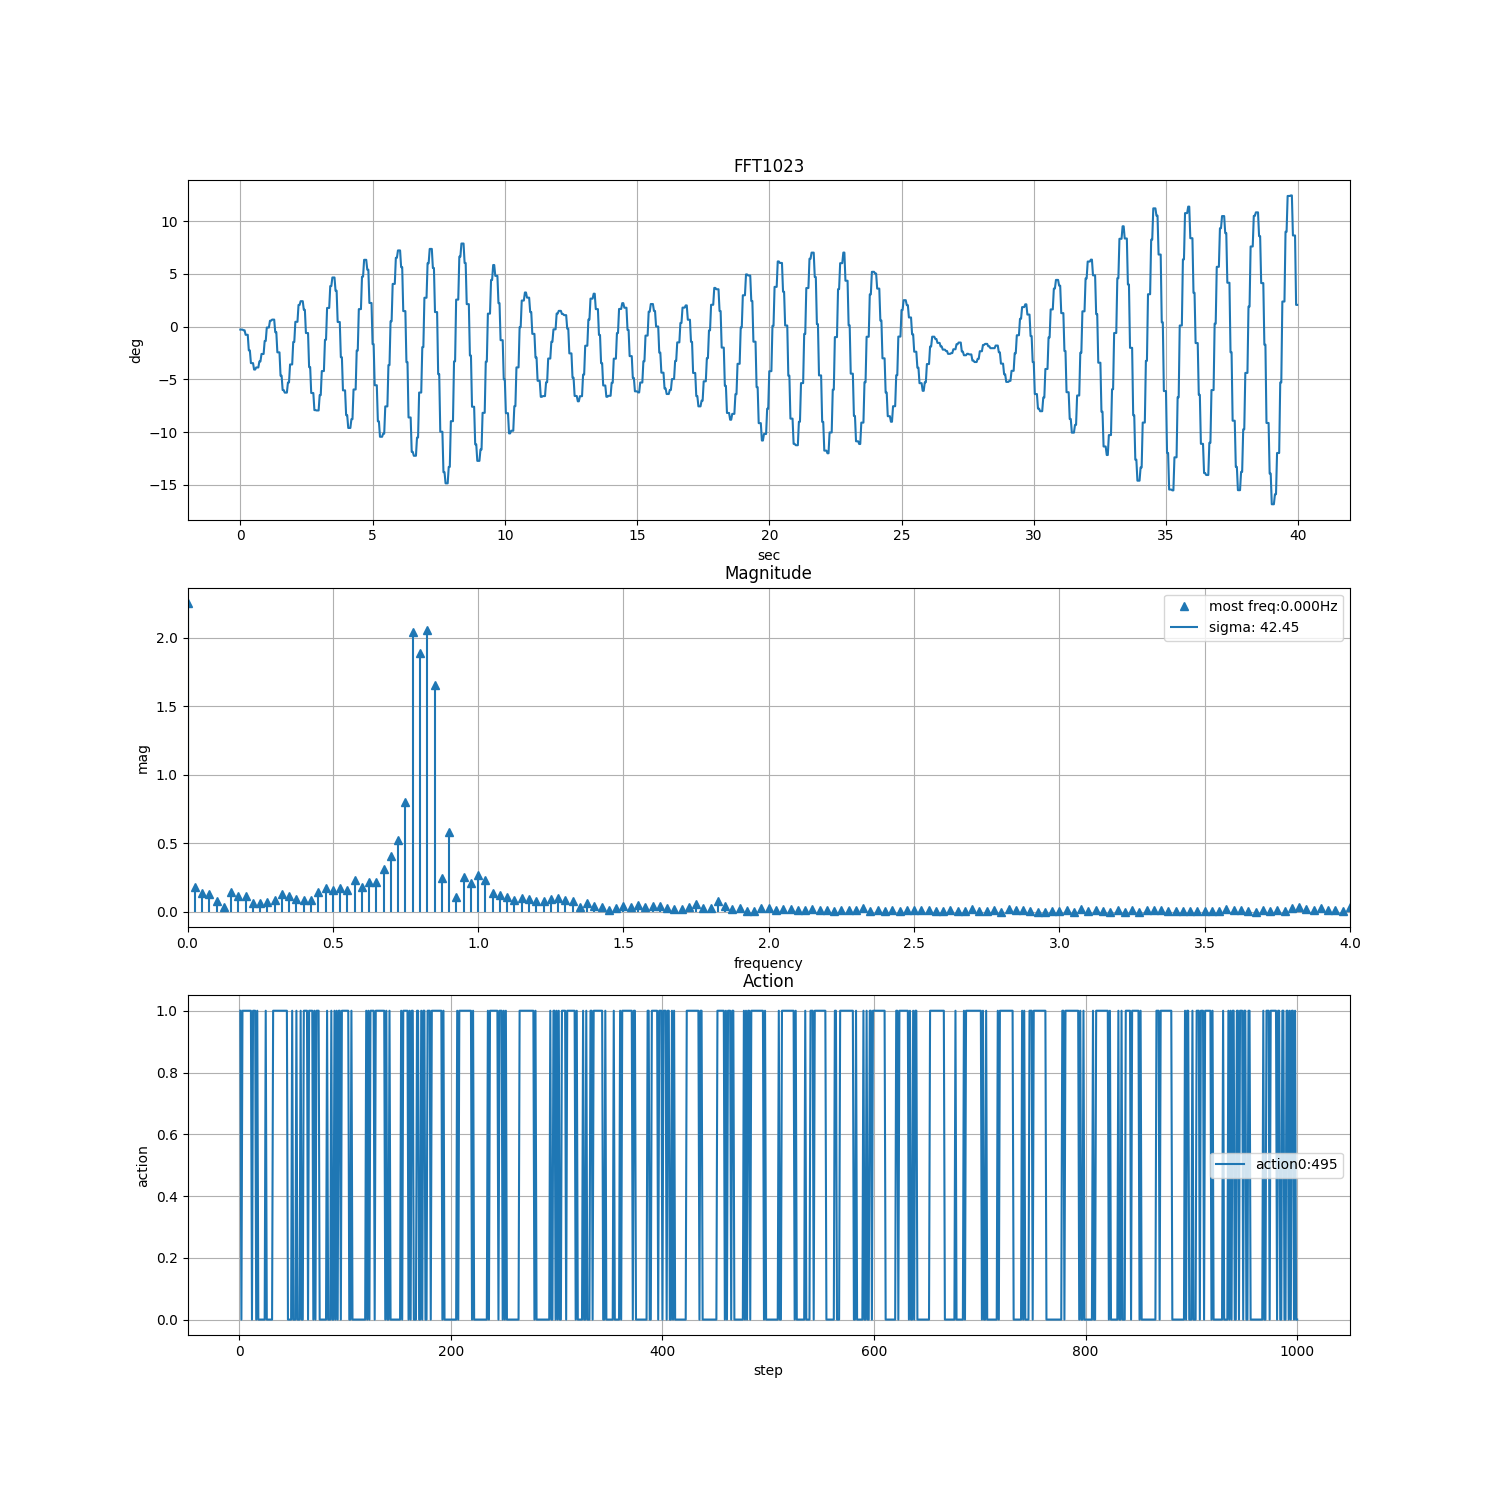 FFT1023
10
5
0
−5
−10
−15
deg
0 5 10 15 20 25 30 35 40
sec
Magnitude
most freq:0.000Hz
sigma: 42.45
2.0
1.5
1.0
0.5
0.0
mag
0.0 0.5 1.0 1.5 2.0 2.5 3.0 3.5 4.0
frequency
Action
1.0
0.8
0.6
0.4
0.2
0.0
action
action0:495
0 200 400 600 800 1000
step